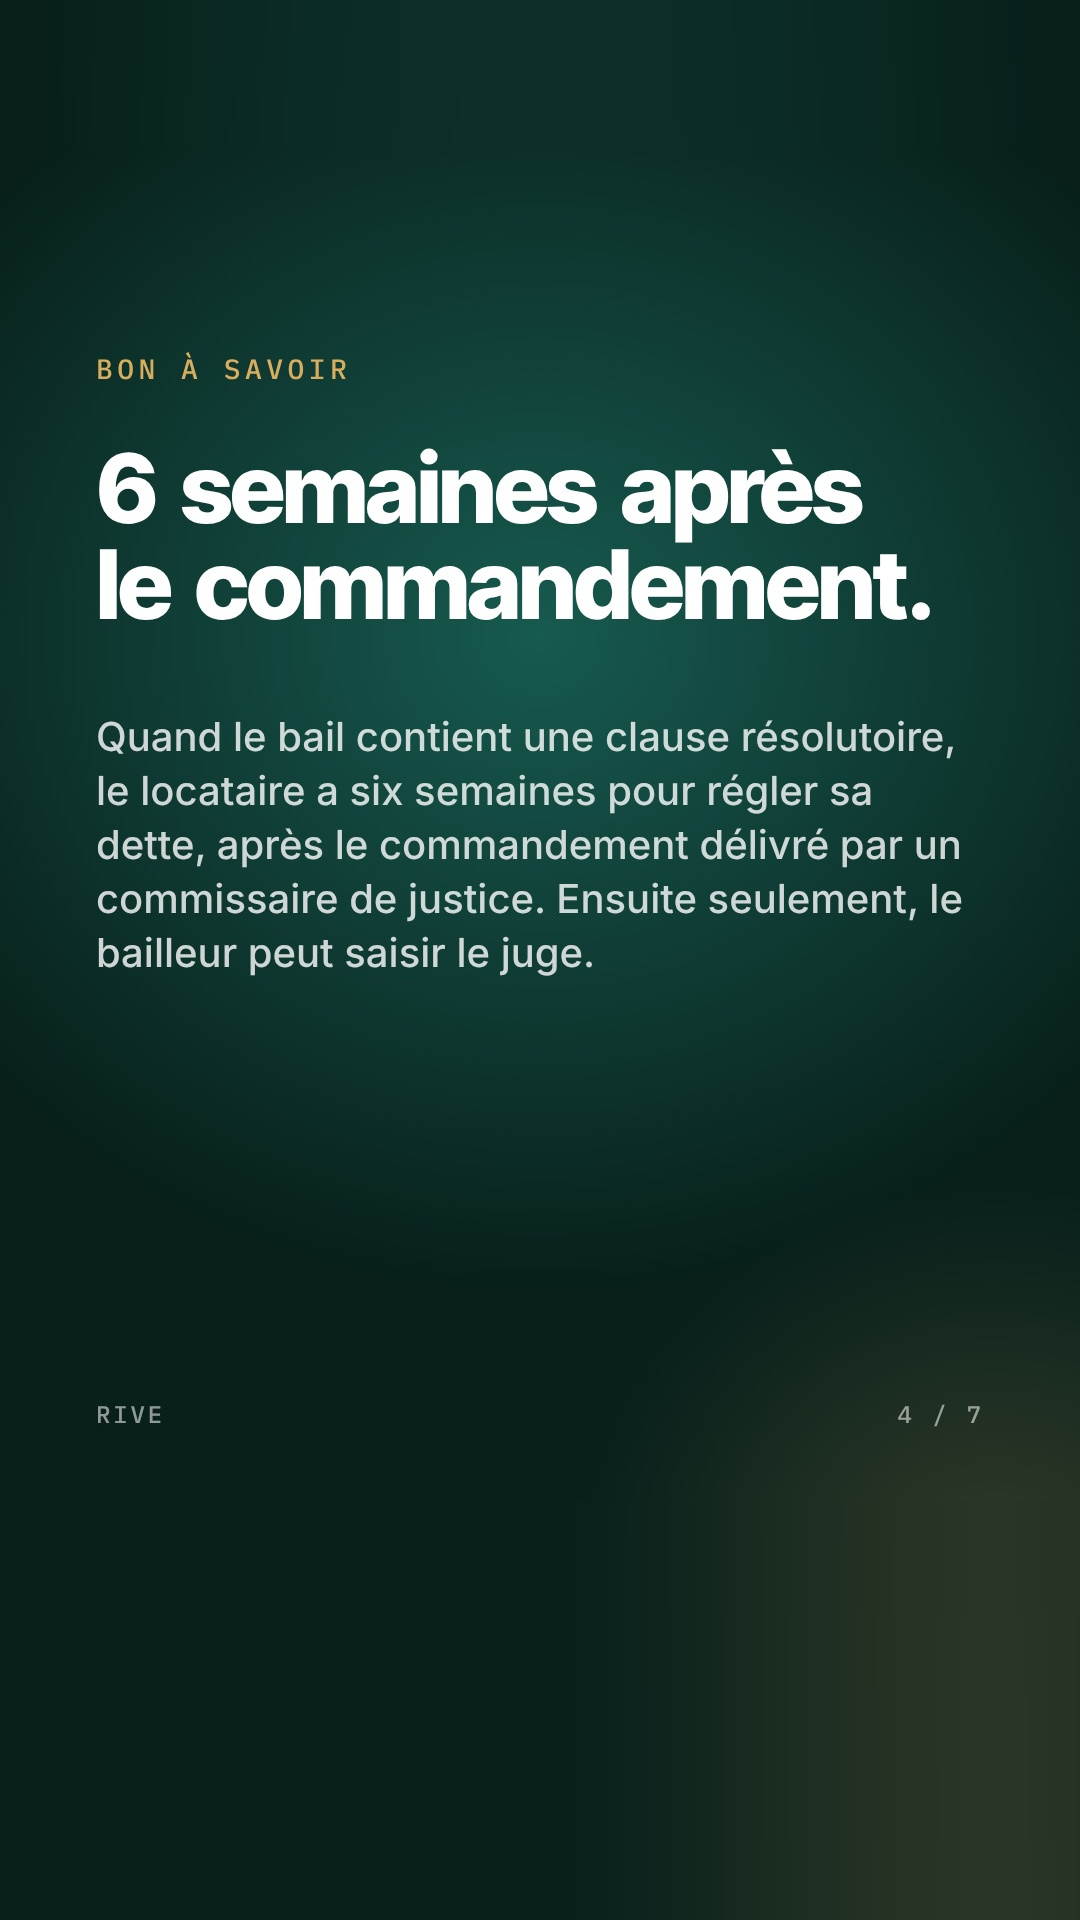 BON À SAVOIR
6 semaines après
le commandement.
Quand le bail contient une clause résolutoire,
le locataire a six semaines pour régler sa
dette, après le commandement délivré par un
commissaire de justice. Ensuite seulement, le
bailleur peut saisir le juge.
RIVE
4 / 7